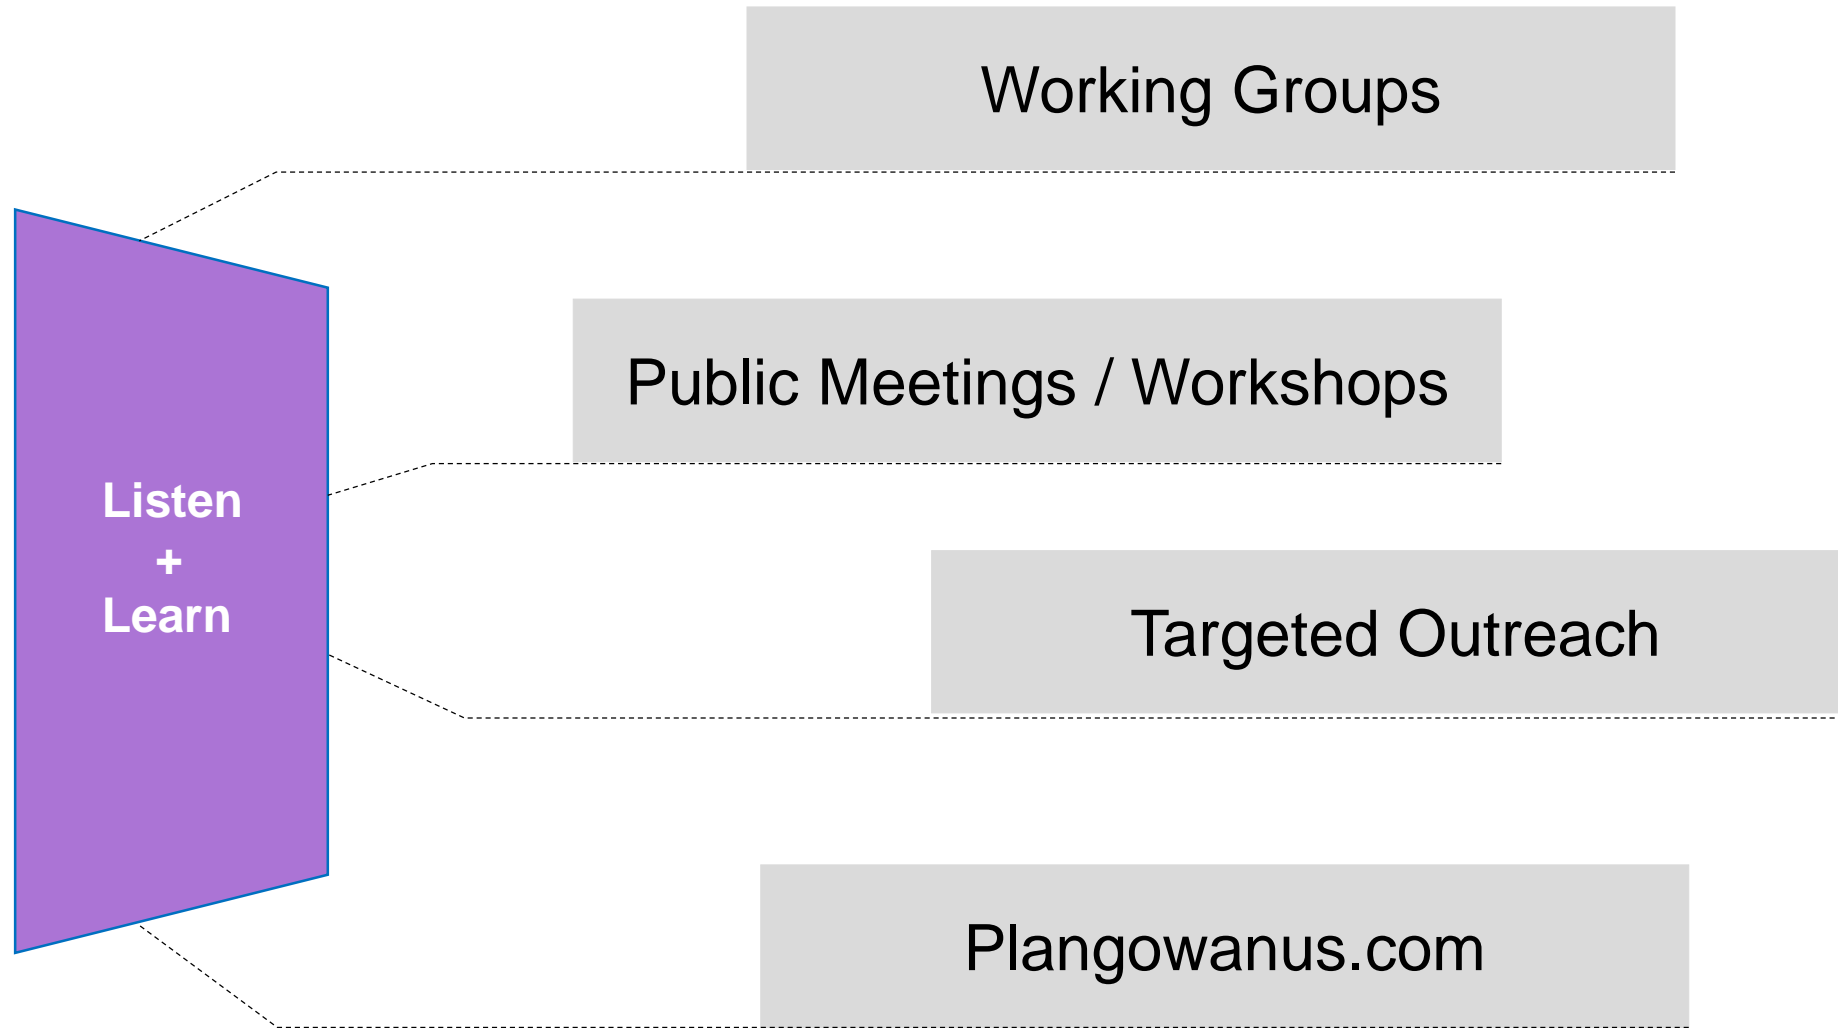 Working Groups
Public Meetings / Workshops
Listen
+
Learn
Targeted Outreach
Plangowanus.com